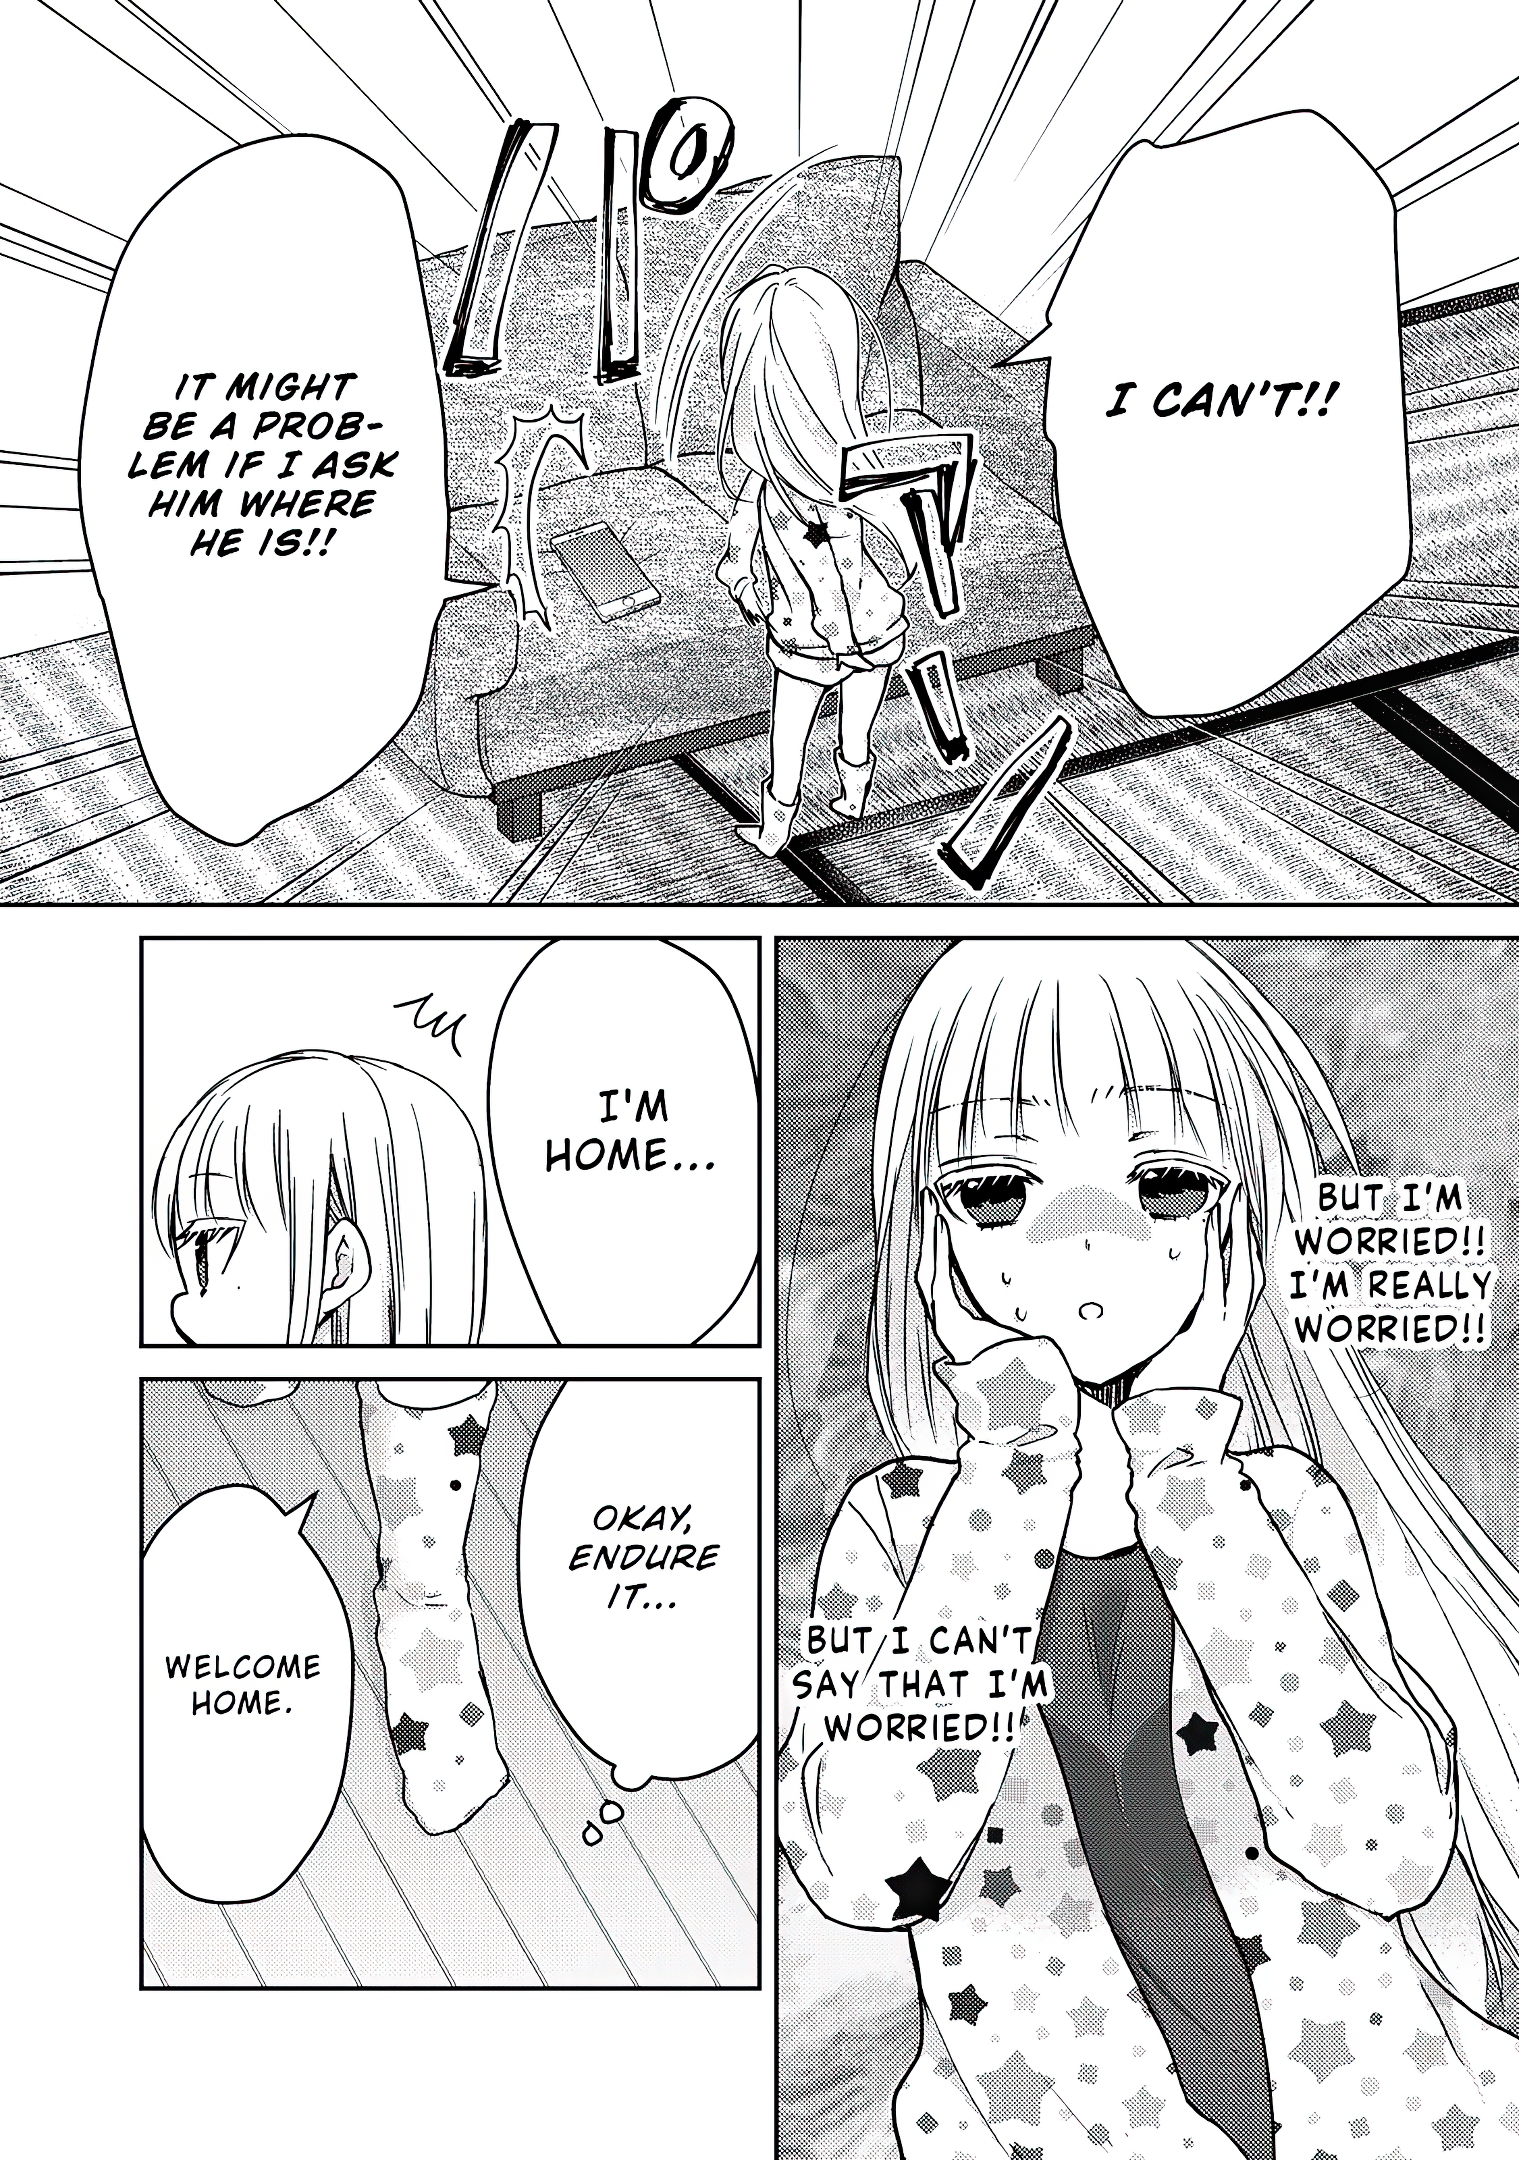 I CAN'T!!
IT MIGHT
BE A PROB-
LEM IF I ASK
HIM WHERE
HE IS!!
BUT I'M
WORRIED!!
I'M REALLY
WORRIED!!
BUT I CAN'T
SAY THAT I'M
WORRIED!!
I'M
HOME...
OKAY,
ENDURE
IT...
WELCOME
HOME.